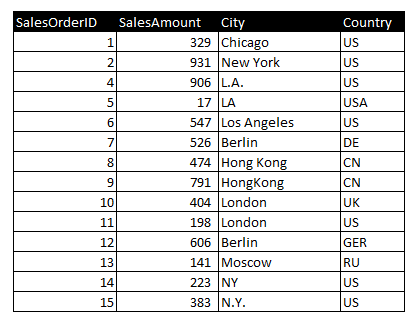 SalesOrderID SalesAmount City Country
1 329 Chicago US
2 931 New York US
4 906 L.A. US
5 17 LA USA
6 547 Los Angeles US
7 526 Berlin DE
8 474 Hong Kong CN
9 791 HongKong CN
10 404 London UK
11 198 London US
12 606 Berlin GER
13 141 Moscow RU
14 223 NY US
15 383 N.Y. US